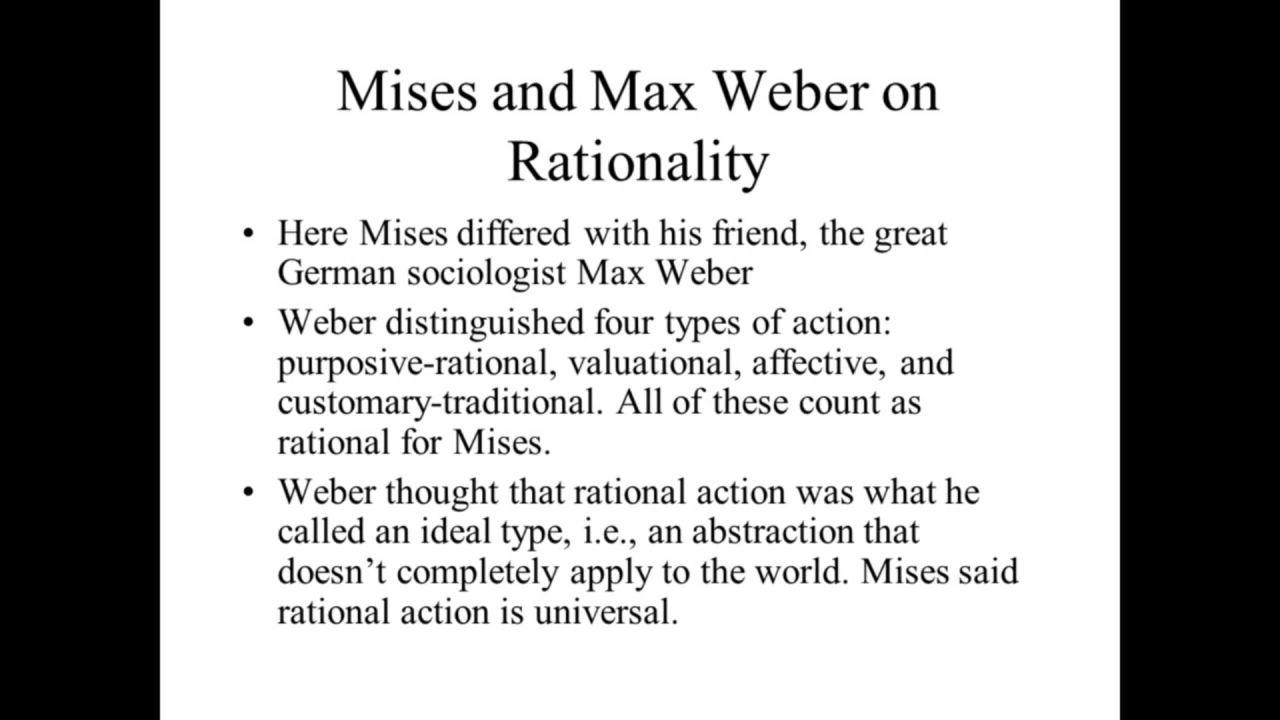 Mises and Max Weber on
Rationality
• Here Mises differed with his friend, the great
German sociologist Max Weber
• Weber distinguished four types of action:
purposive-rational, valuational, affective, and
customary-traditional. All of these count as
rational for Mises.
• Weber thought that rational action was what he
called an ideal type, i.e., an abstraction that
doesn’t completely apply to the world. Mises said
rational action is universal.